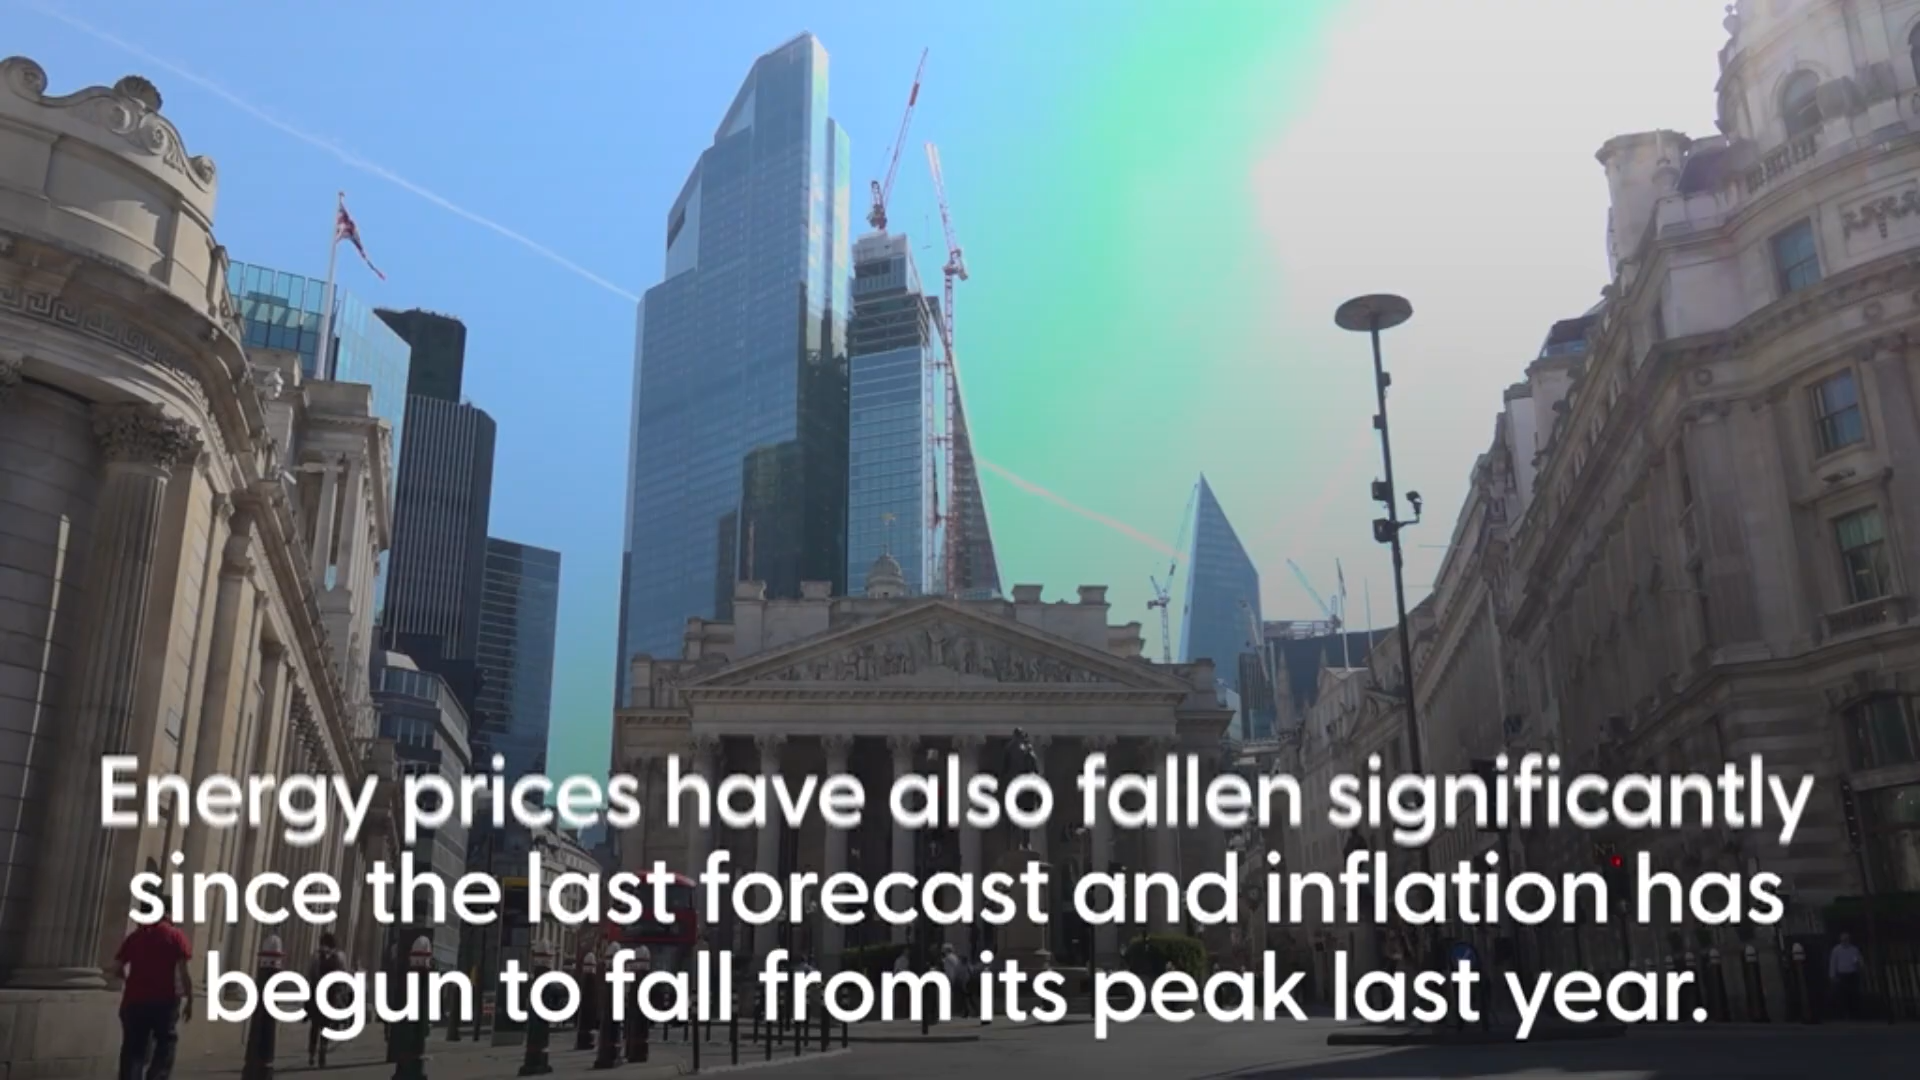 Energy prices have also fallen significantly
since the last forecast and inflation has
begun to fall from its peak last year.